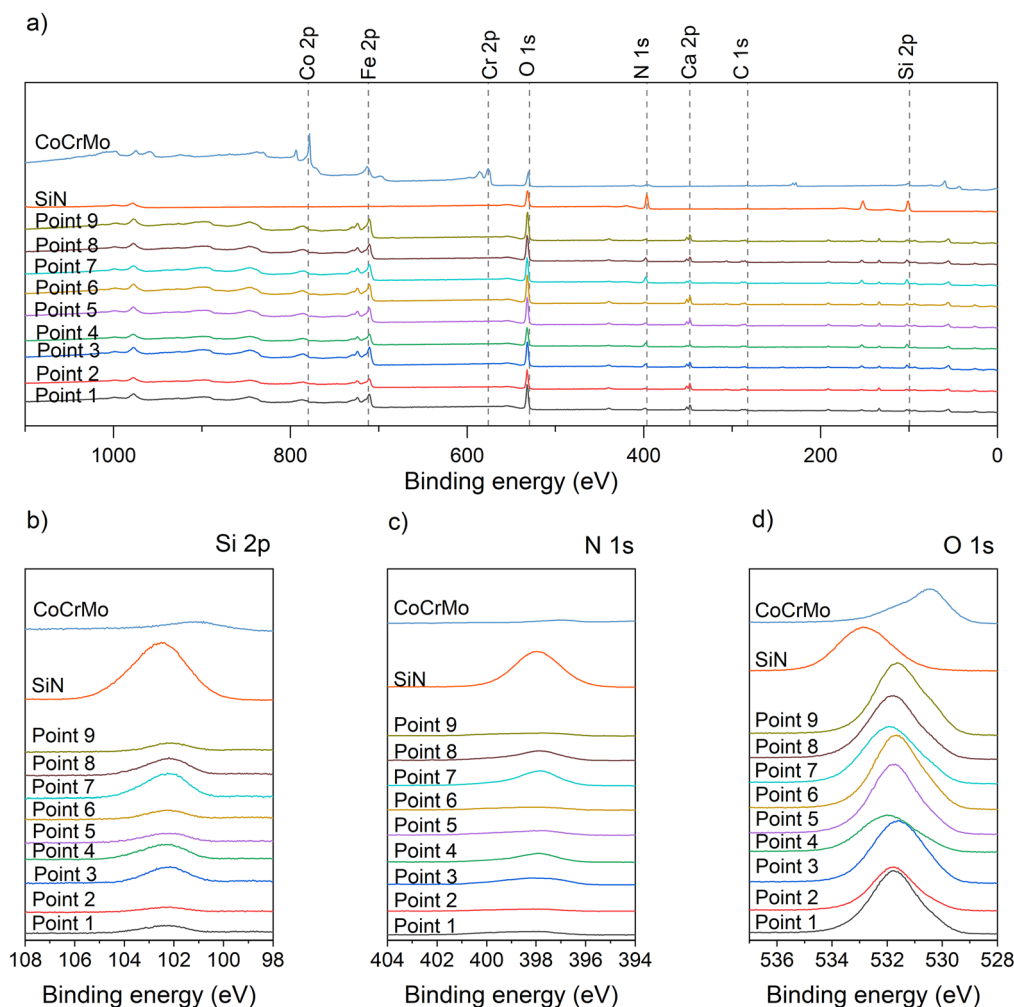 a)
Co 2p
Fe 2p
Cr 2p
O 1s
N 1s
Ca 2p
C 1s
Si 2p
CoCrMo
SiN
Point 9
Point 8
Point 7
Point 6
Point 5
Point 4
Point 3
Point 2
Point 1
1000 800 600 400 200 0
Binding energy (eV)
b)
Si 2p
CoCrMo
SiN
Point 9
Point 8
Point 7
Point 6
Point 5
Point 4
Point 3
Point 2
Point 1
108 106 104 102 100 98
Binding energy (eV)
c)
N 1s
CoCrMo
SiN
Point 9
Point 8
Point 7
Point 6
Point 5
Point 4
Point 3
Point 2
Point 1
404 402 400 398 396 394
Binding energy (eV)
d)
O 1s
CoCrMo
SiN
Point 9
Point 8
Point 7
Point 6
Point 5
Point 4
Point 3
Point 2
Point 1
536 534 532 530 528
Binding energy (eV)